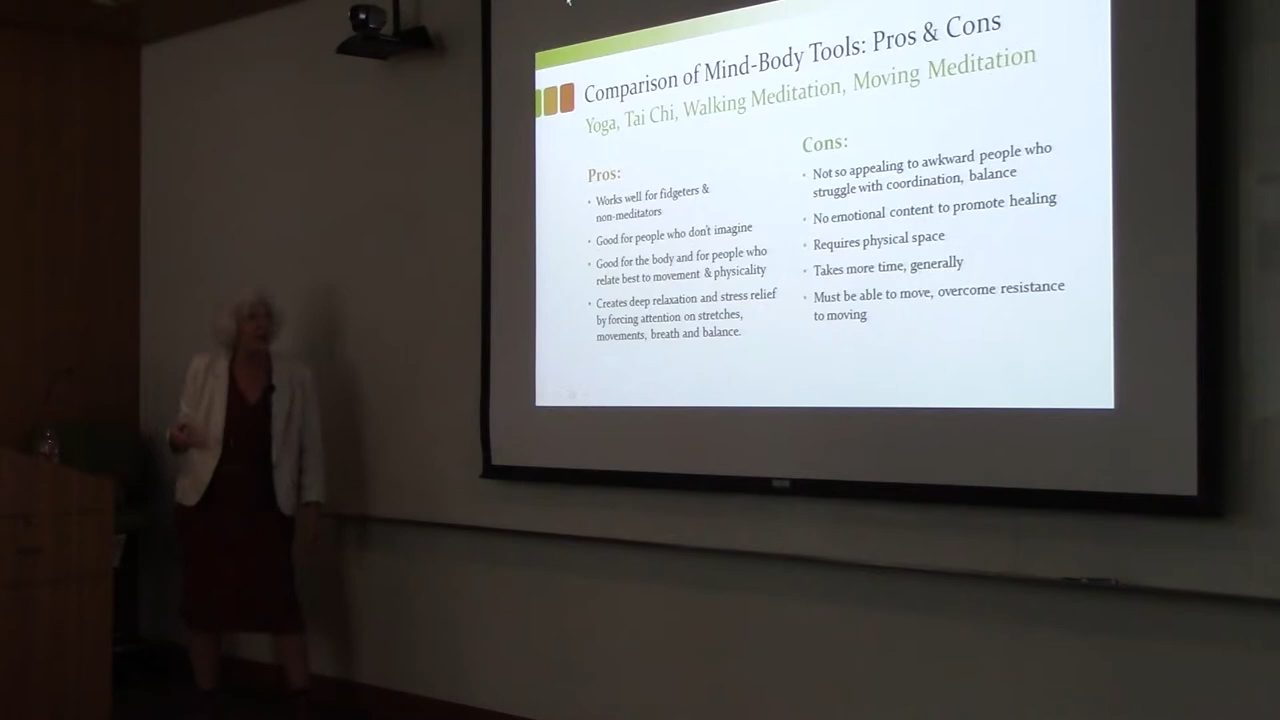 Comparison of Mind-Body Tools: Pros & Cons
Yoga, Tai Chi, Walking Meditation, Moving Meditation
Pros:
• Works well for fidgeters &
non-meditators
• Good for people who don't imagine
• Good for the body and for people who
relate best to movement & physicality
• Creates deep relaxation and stress relief
by forcing attention on stretches,
movements, breath and balance.
Cons:
• Not so appealing to awkward people who
struggle with coordination, balance
• No emotional content to promote healing
• Requires physical space
• Takes more time, generally
• Must be able to move, overcome resistance
to moving